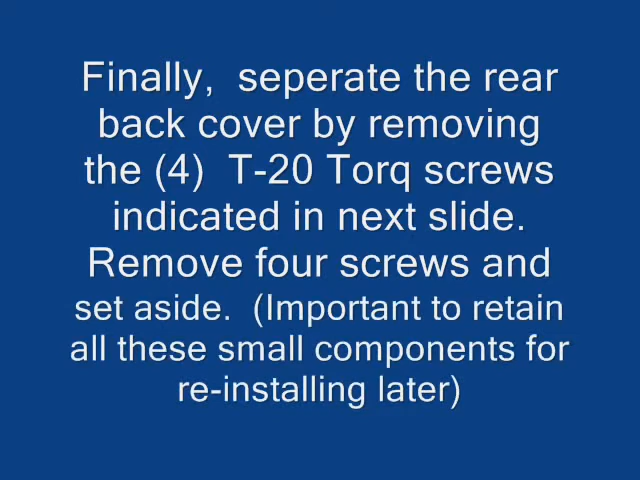 Finally,  seperate the rear
back cover by removing
the (4)  T-20 Torq screws
indicated in next slide.
Remove four screws and
set aside.  (Important to retain
all these small components for
re-installing later)